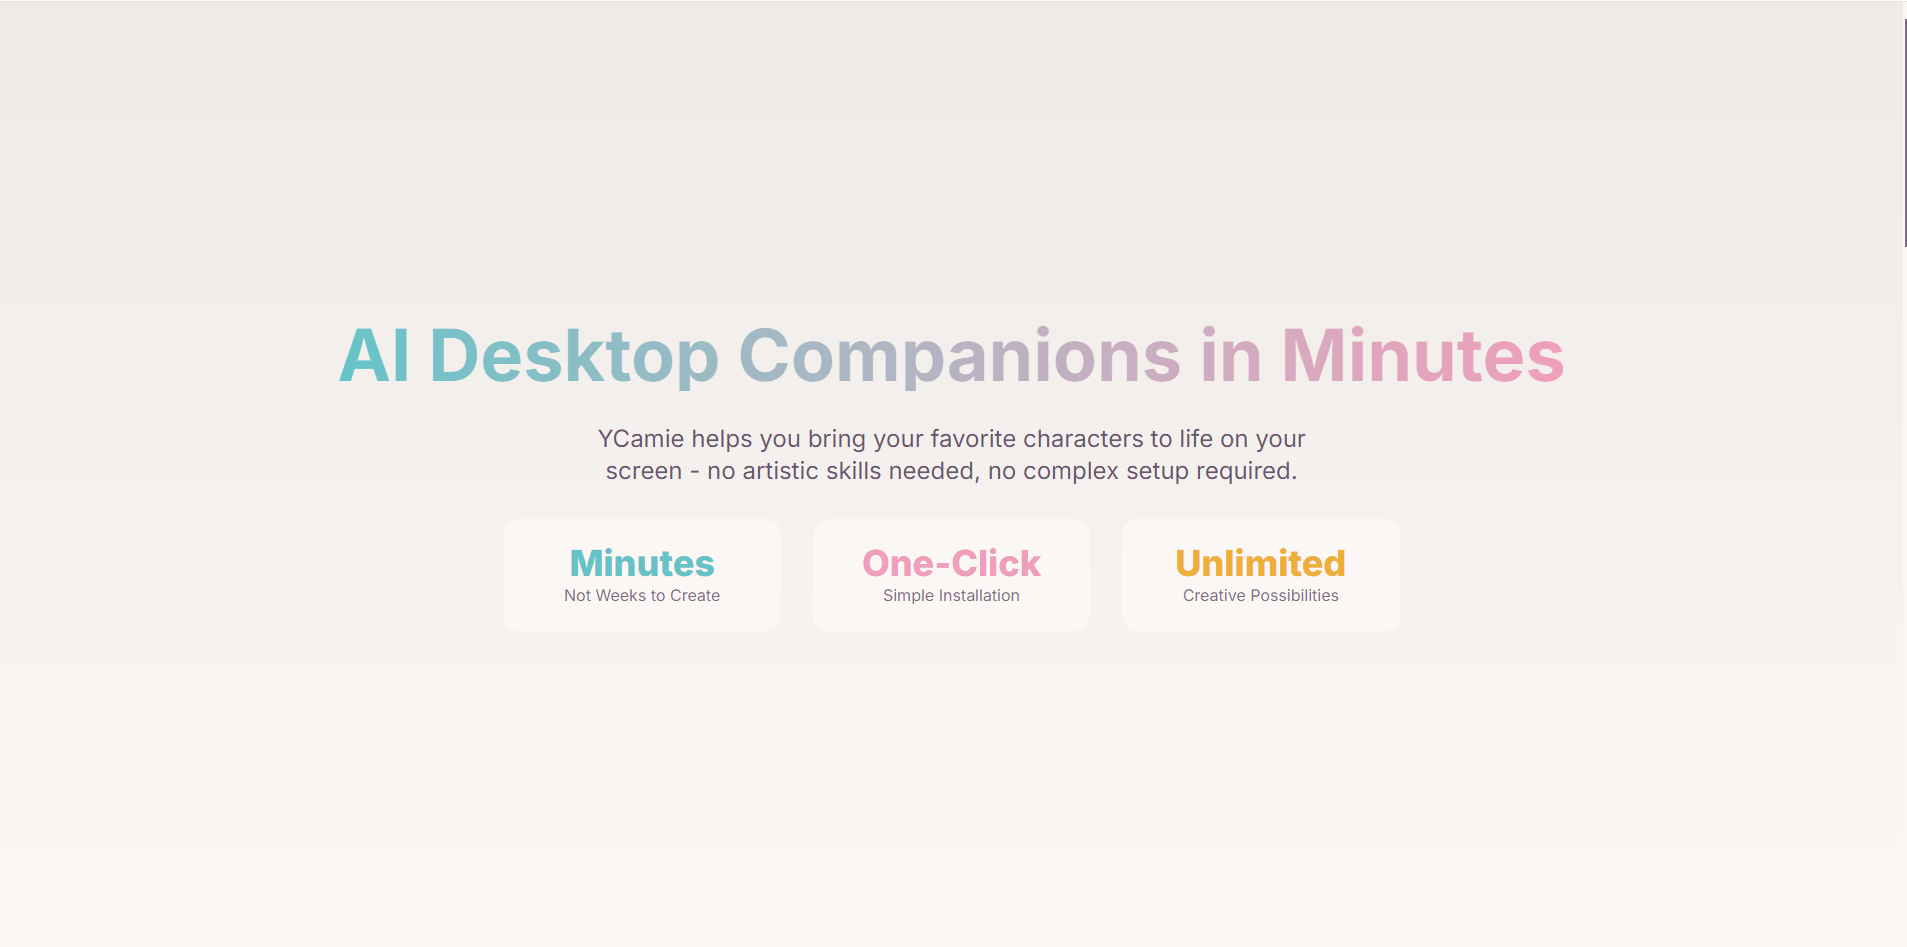 AI Desktop Companions in Minutes
YCamie helps you bring your favorite characters to life on your
screen - no artistic skills needed, no complex setup required.
Minutes
Not Weeks to Create
One-Click
Simple Installation
Unlimited
Creative Possibilities